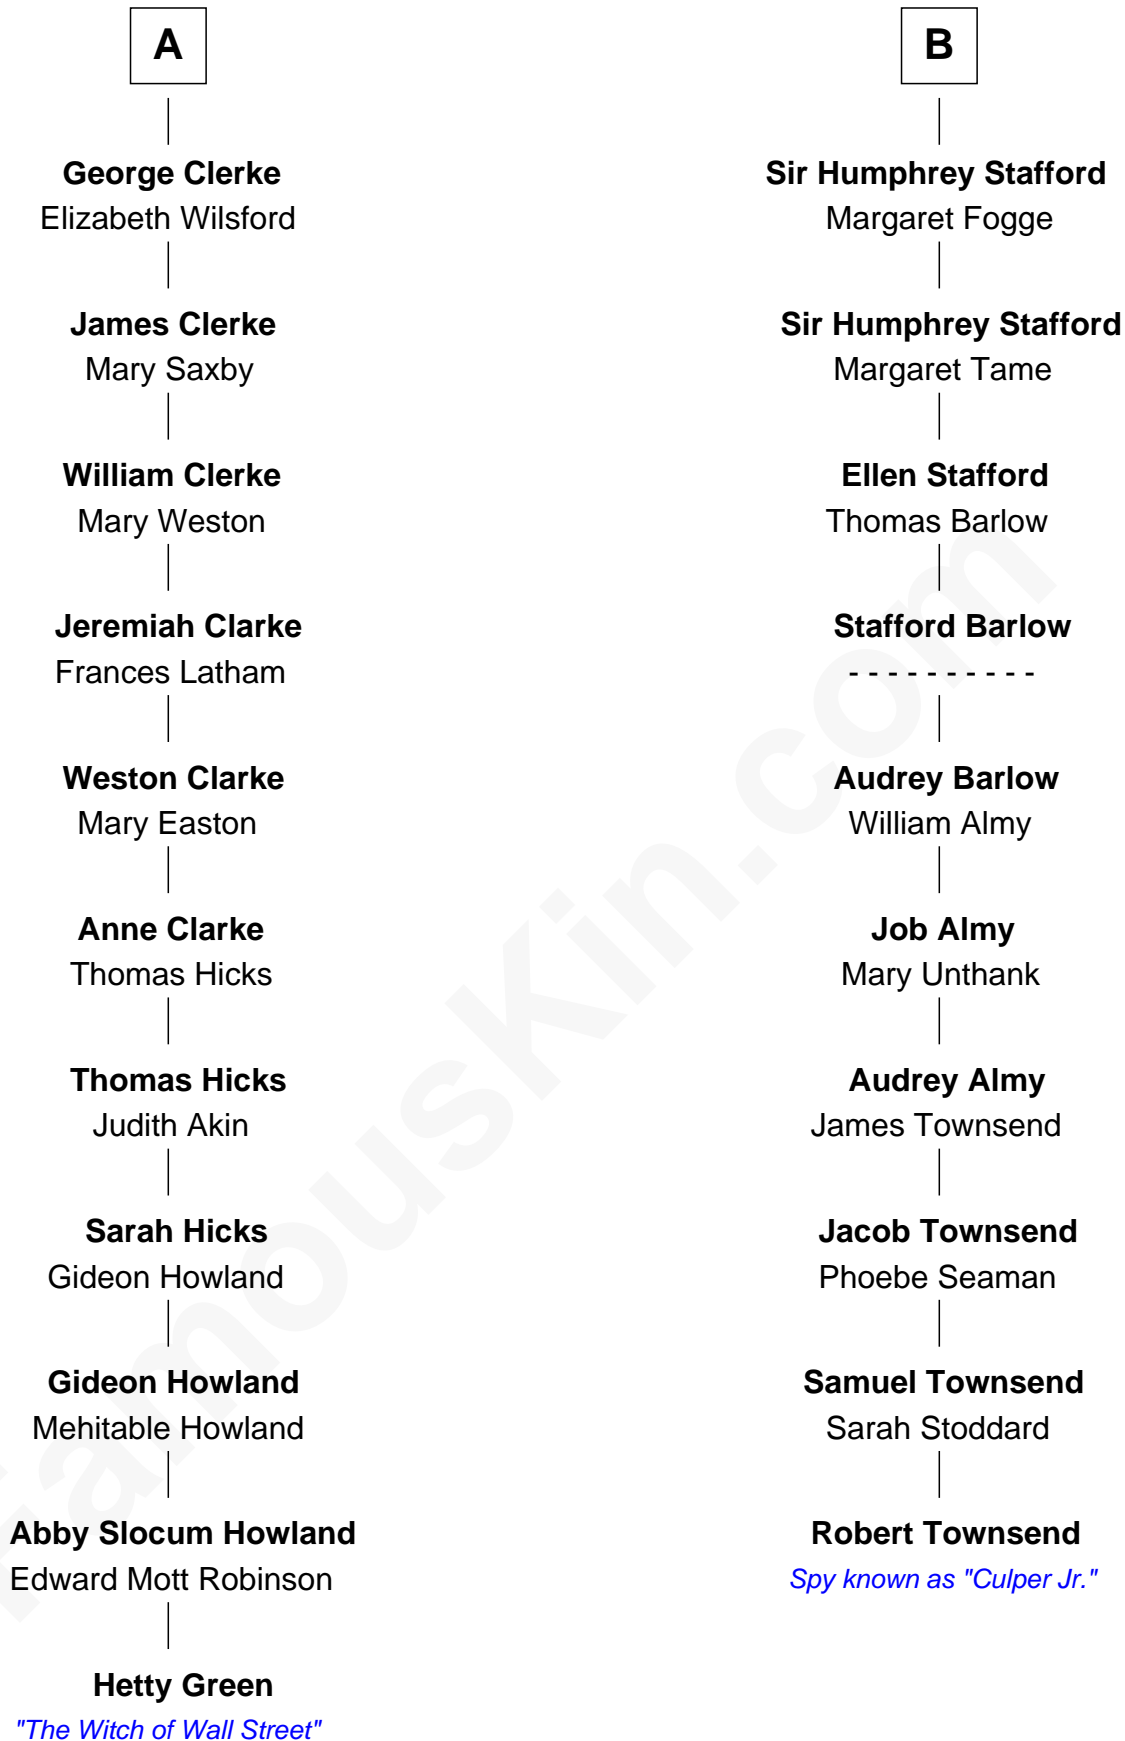 A
George Clerke
Elizabeth Wilsford
James Clerke
Mary Saxby
William Clerke
Mary Weston
Jeremiah Clarke
Frances Latham
Weston Clarke
Mary Easton
Anne Clarke
Thomas Hicks
Thomas Hicks
Judith Akin
Sarah Hicks
Gideon Howland
Gideon Howland
Mehitable Howland
Abby Slocum Howland
Edward Mott Robinson
Hetty Green
"The Witch of Wall Street"
B
Sir Humphrey Stafford
Margaret Fogge
Sir Humphrey Stafford
Margaret Tame
Ellen Stafford
Thomas Barlow
Stafford Barlow
- - - - - - - - - -
Audrey Barlow
William Almy
Job Almy
Mary Unthank
Audrey Almy
James Townsend
Jacob Townsend
Phoebe Seaman
Samuel Townsend
Sarah Stoddard
Robert Townsend
Spy known as "Culper Jr."
FamousKin.com